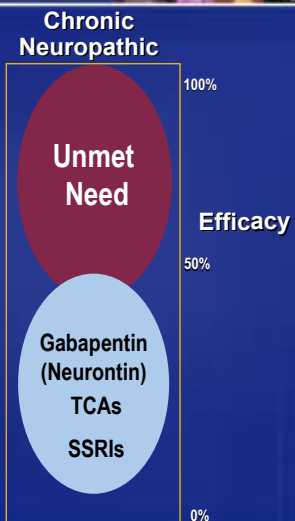 Chronic
Neuropathic
100%
Unmet
Need
Efficacy
50%
Gabapentin
(Neurontin)
TCAs
SSRIs
0%